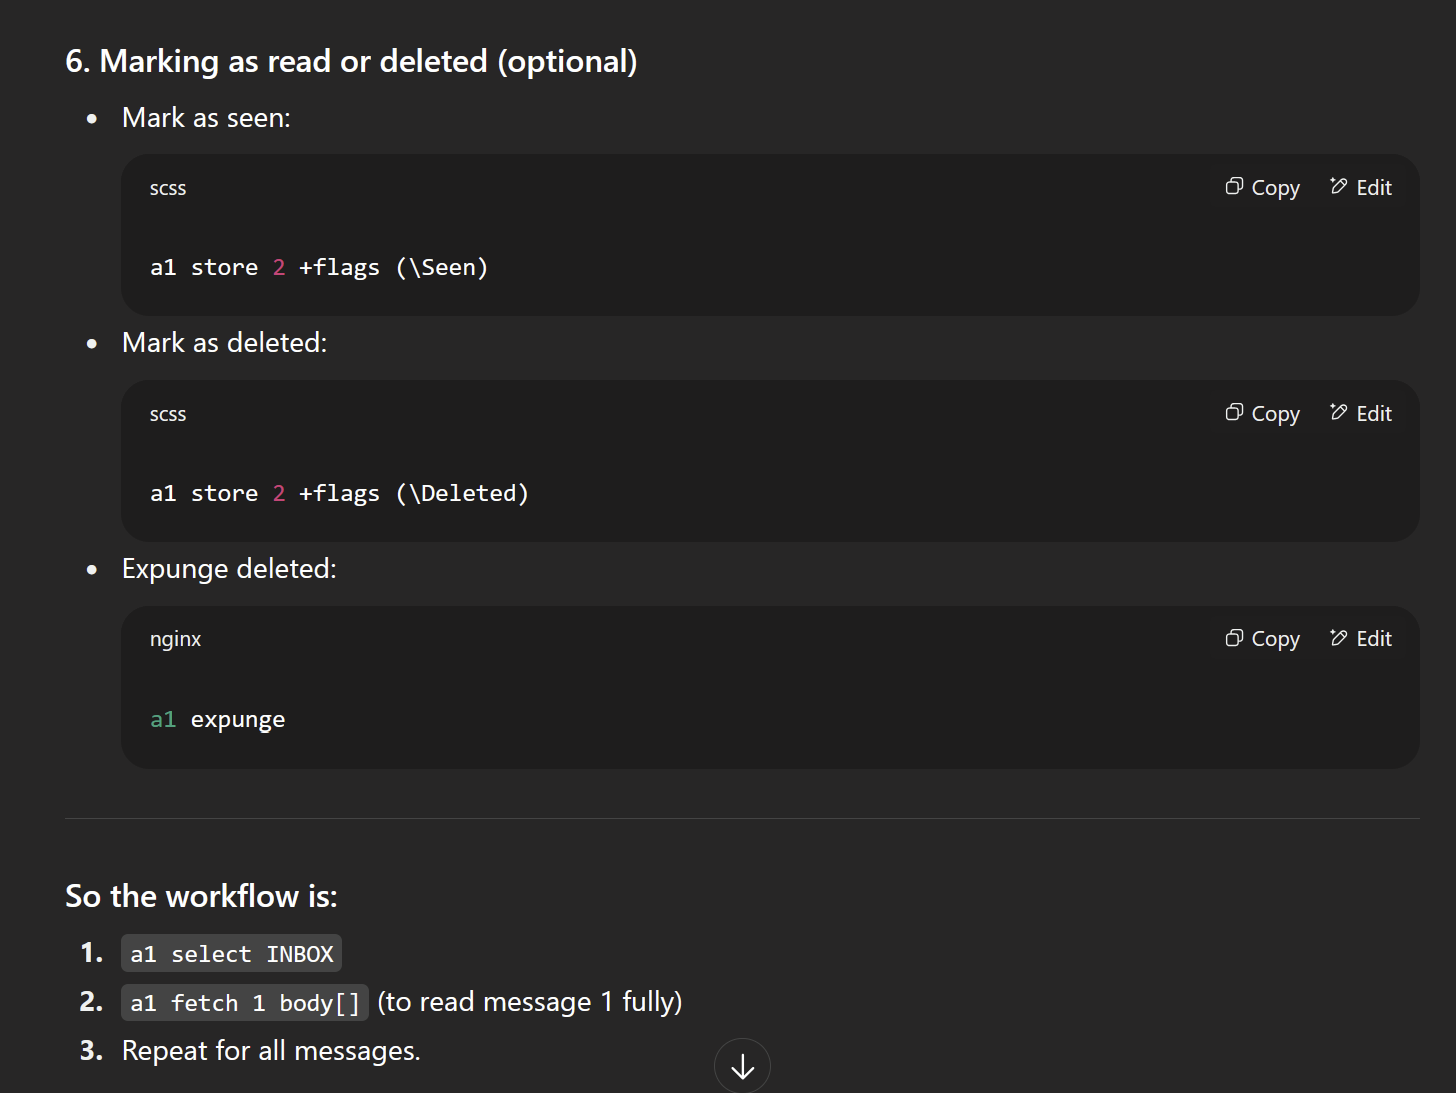 6. Marking as read or deleted (optional)
• Mark as seen:
scss Copy Edit
a1 store 2 +flags (\Seen)
• Mark as deleted:
scss Copy Edit
a1 store 2 +flags (\Deleted)
• Expunge deleted:
nginx Copy Edit
a1 expunge
So the workflow is:
1. a1 select INBOX
2. a1 fetch 1 body[] (to read message 1 fully)
3. Repeat for all messages.